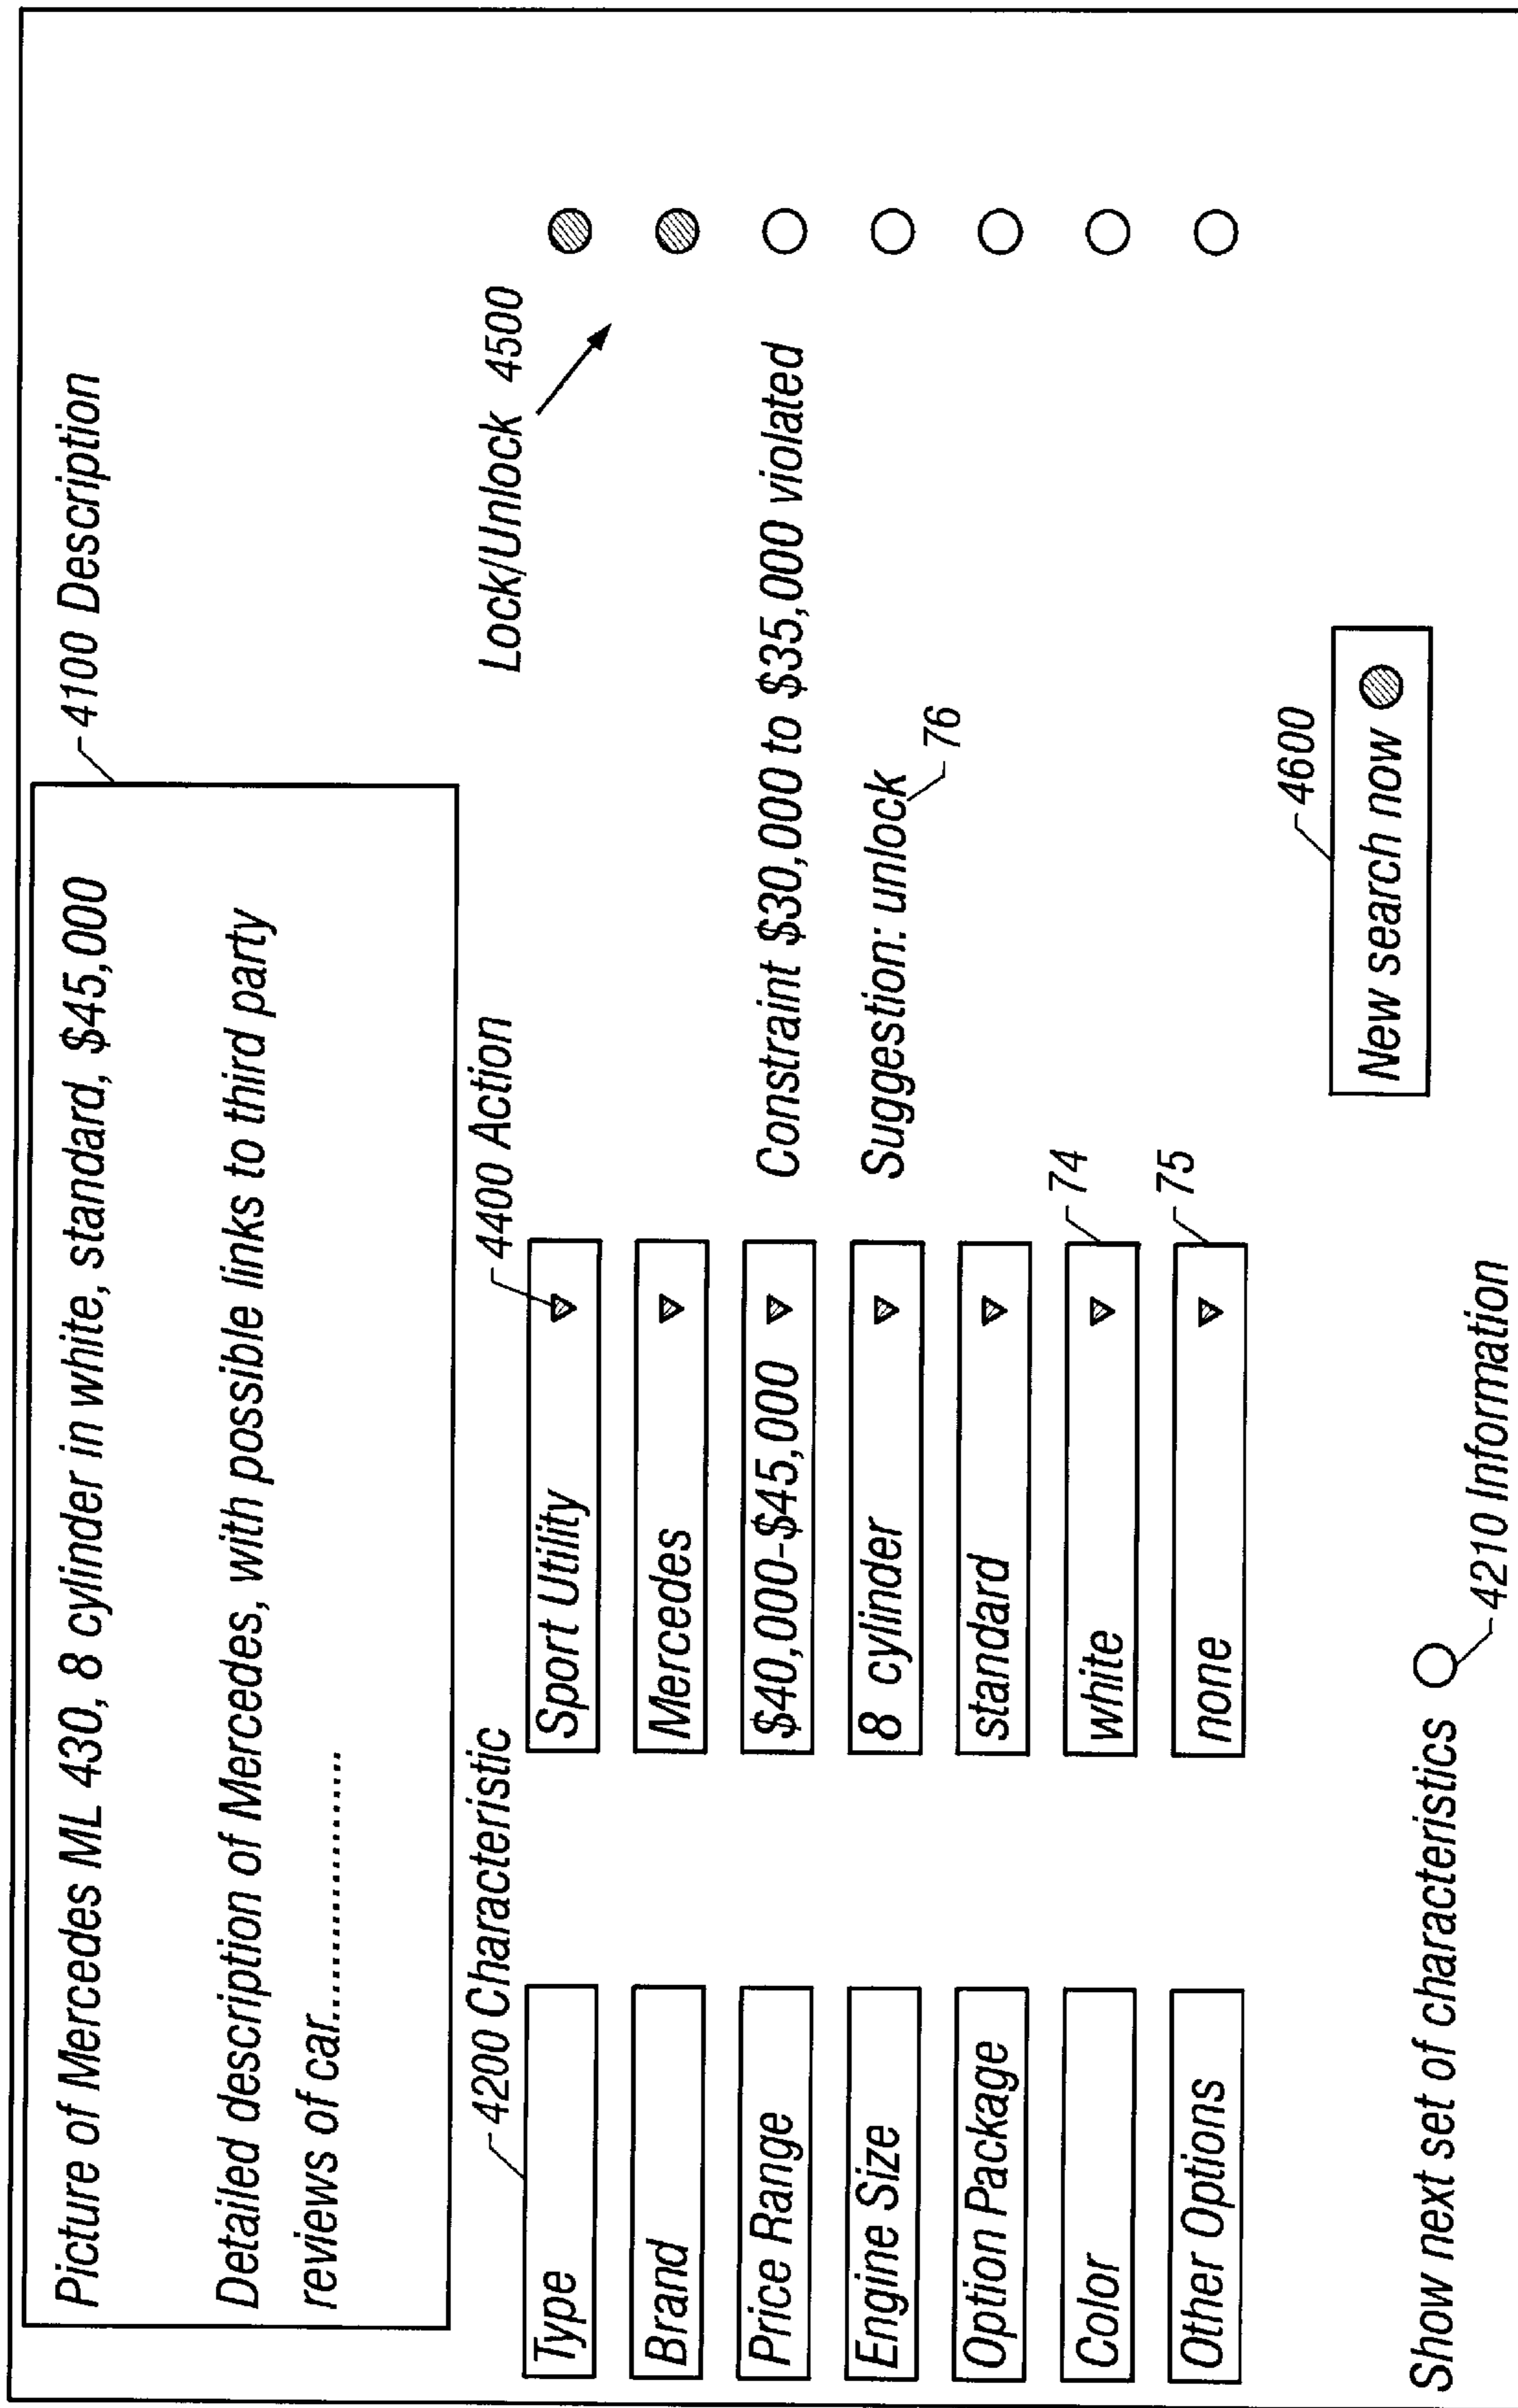 4100 Description
Picture of Mercedes ML 430, 8 cylinder in white, standard, $45,000
Detailed description of Mercedes, with possible links to third party
reviews of car....................
4200 Characteristic
4400 Action
Lock/Unlock 4500
Type
Sport Utility
Brand
Mercedes
Price Range
$40,000-$45,000
Constraint $30,000 to $35,000 violated
Engine Size
8 cylinder
Suggestion: unlock
76
Option Package
standard
Color
white
74
Other Options
none
75
4600
New search now
Show next set of characteristics
4210 Information